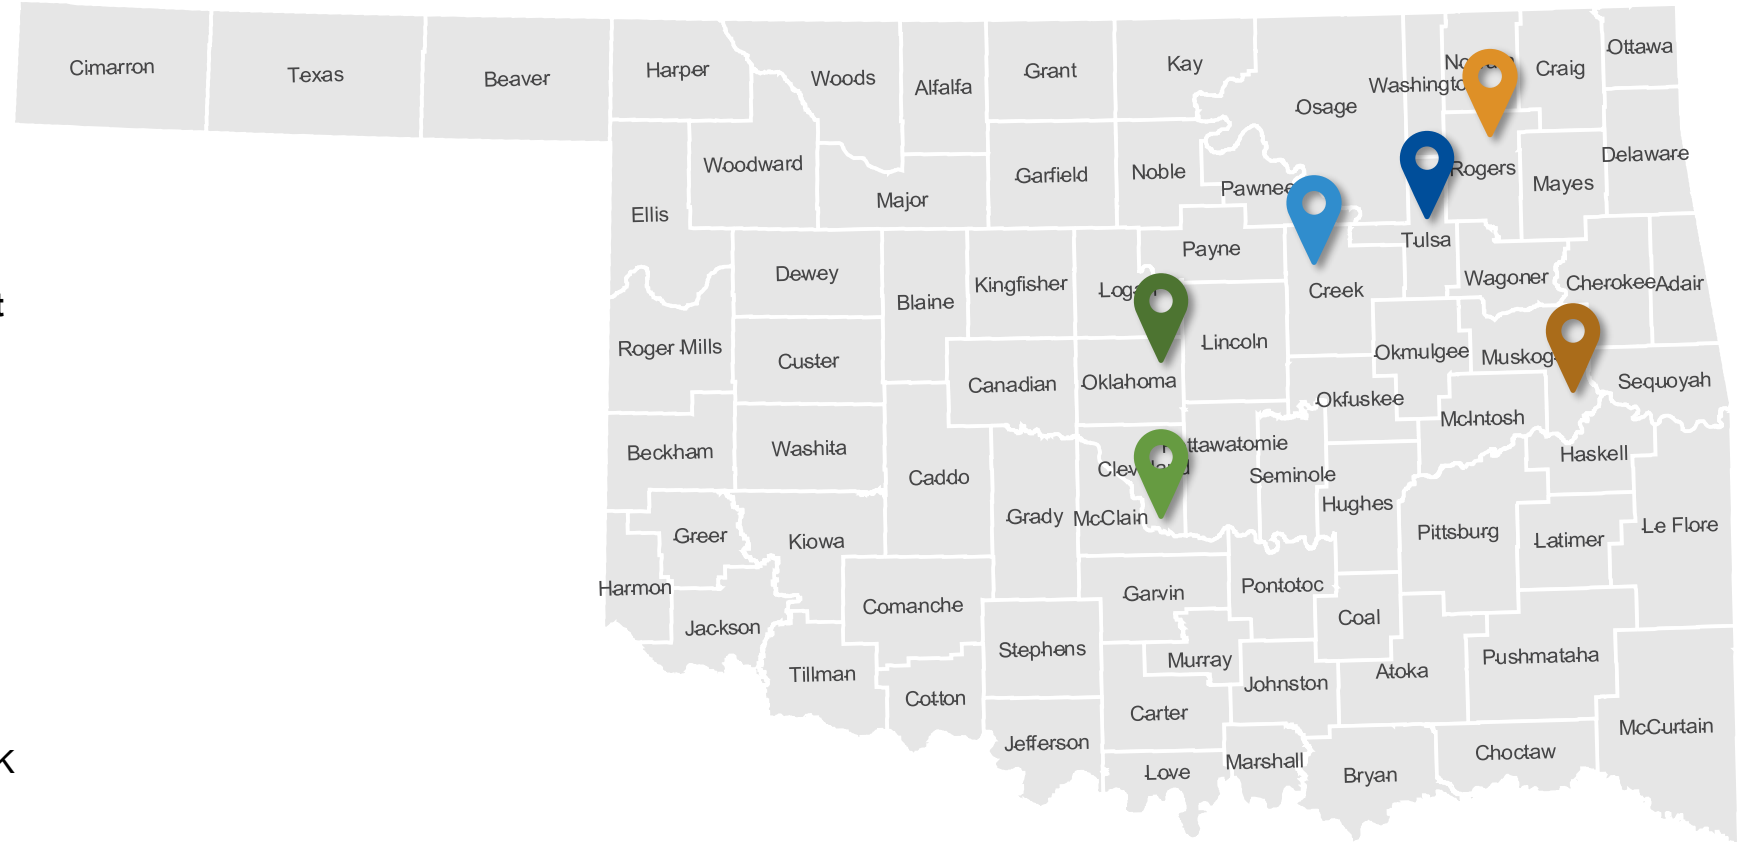 Ottawa
Cimarron
Texas
Beaver
Harper
Woods
Alfalfa
Grant
Kay
Osage
Craig
Woodward
Major
Garfield
Noble
Pawnee
Rogers
Mayes
Delaware
Ellis
Dewey
Blaine
Kingfisher
Payne
Creek
Tulsa
Wagoner
Cherokee
Adair
t
Roger Mills
Custer
Canadian
Oklahoma
Lincoln
Okmulgee
Okfuskee
McIntosh
Sequoyah
Beckham
Washita
Caddo
Grady
McClain
Seminole
Hughes
Haskell
Greer
Kiowa
Pittsburg
Latimer
Le Flore
Harmon
Jackson
Comanche
Garvin
Pontotoc
Coal
Tillman
Cotton
Stephens
Murray
Johnston
Atoka
Pushmataha
Jefferson
Carter
Love
Marshall
Bryan
Choctaw
McCurtain
K